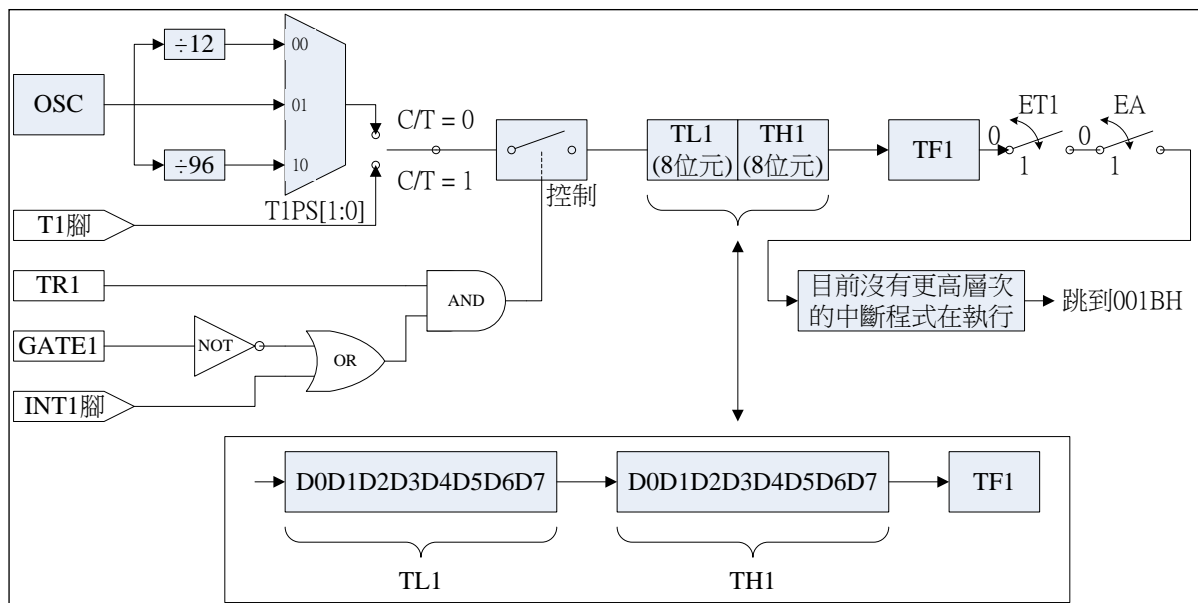 ÷12
00
OSC
01
÷96
10
C/T = 0
C/T = 1
T1PS[1:0]
控制
TL1
(8位元)
TH1
(8位元)
TF1
0
ET1
1
0
EA
1
T1腳
TR1
AND
GATE1
NOT
OR
INT1腳
目前沒有更高層次
的中斷程式在執行
跳到001BH
D0D1D2D3D4D5D6D7
D0D1D2D3D4D5D6D7
TF1
TL1
TH1